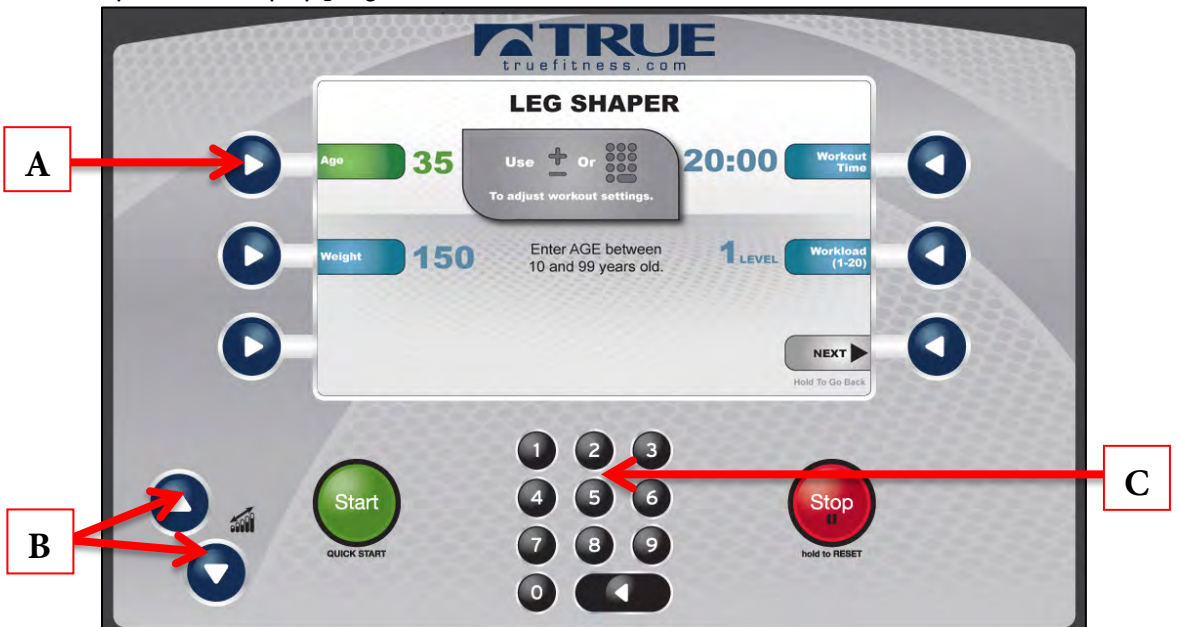 TRUE
truefitness.com
LEG SHAPER
A
Age
35
Use + - Or
To adjust workout settings.
20:00
Workout
Time
Weight
150
Enter AGE between
10 and 99 years old.
1 LEVEL
Workload
(1-20)
NEXT
Hold To Go Back
1 2 3
C
Start
4 5 6
Stop
B
QUICK START
7 8 9
hold to RESET
0